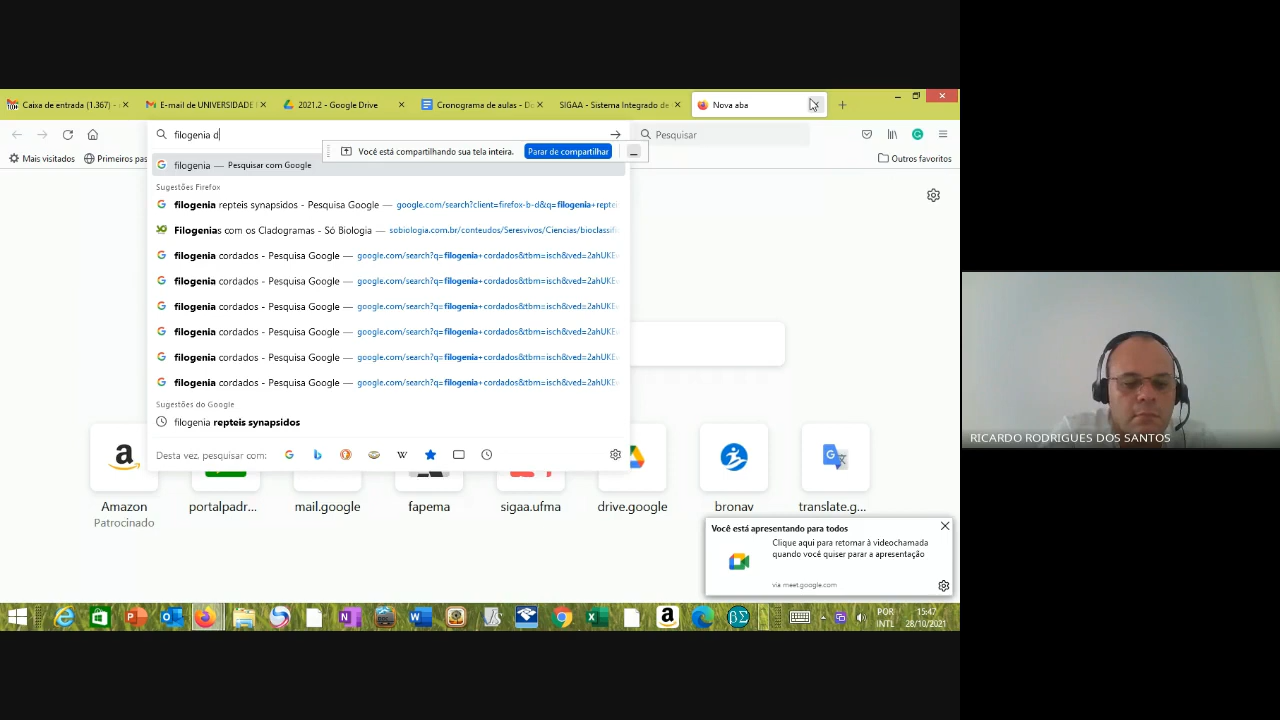 Caixa de entrada (1.367) -
E-mail de UNIVERSIDADE
2021.2 - Google Drive
Cronograma de aulas - Do
SIGAA - Sistema Integrado de
Nova aba
filogenia d
Pesquisar
Você está compartilhando sua tela inteira.
Parar de compartilhar
Mais visitados
Primeiros pas
Outros favoritos
filogenia — Pesquisar com Google
Sugestões Firefox
filogenia repteis synapsidos - Pesquisa Google — google.com/search?client=firefox-b-d&q=filogenia+reptei
Filogenias com os Cladogramas - Só Biologia — sobiologia.com.br/conteudos/Seresvivos/Ciencias/bioclassifi
filogenia cordados - Pesquisa Google — google.com/search?q=filogenia+cordados&tbm=isch&ved=2ahUKE
filogenia cordados - Pesquisa Google — google.com/search?q=filogenia+cordados&tbm=isch&ved=2ahUKE
filogenia cordados - Pesquisa Google — google.com/search?q=filogenia+cordados&tbm=isch&ved=2ahUKE
filogenia cordados - Pesquisa Google — google.com/search?q=filogenia+cordados&tbm=isch&ved=2ahUKE
filogenia cordados - Pesquisa Google — google.com/search?q=filogenia+cordados&tbm=isch&ved=2ahUKE
filogenia cordados - Pesquisa Google — google.com/search?q=filogenia+cordados&tbm=isch&ved=2ahUKE
Sugestões do Google
filogenia repteis synapsidos
Desta vez, pesquisar com:
Amazon
Patrocinado
portalpadr...
mail.google
fapema
sigaa.ufma
drive.google
bronav
translate.g...
Você está apresentando para todos
Clique aqui para retornar à videochamada
quando você quiser parar a apresentação
via meet.google.com
POR
INTL
15:47
28/10/2021
RICARDO RODRIGUES DOS SANTOS